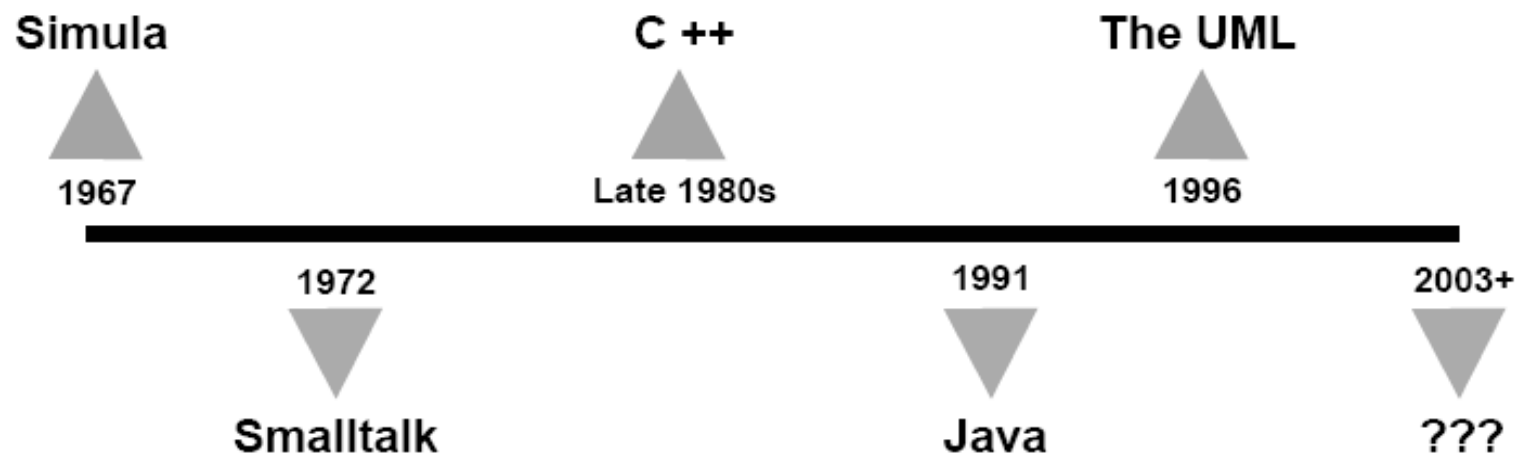 Simula
C ++
The UML
1967
Late 1980s
1996
1972
1991
2003+
Smalltalk
Java
???